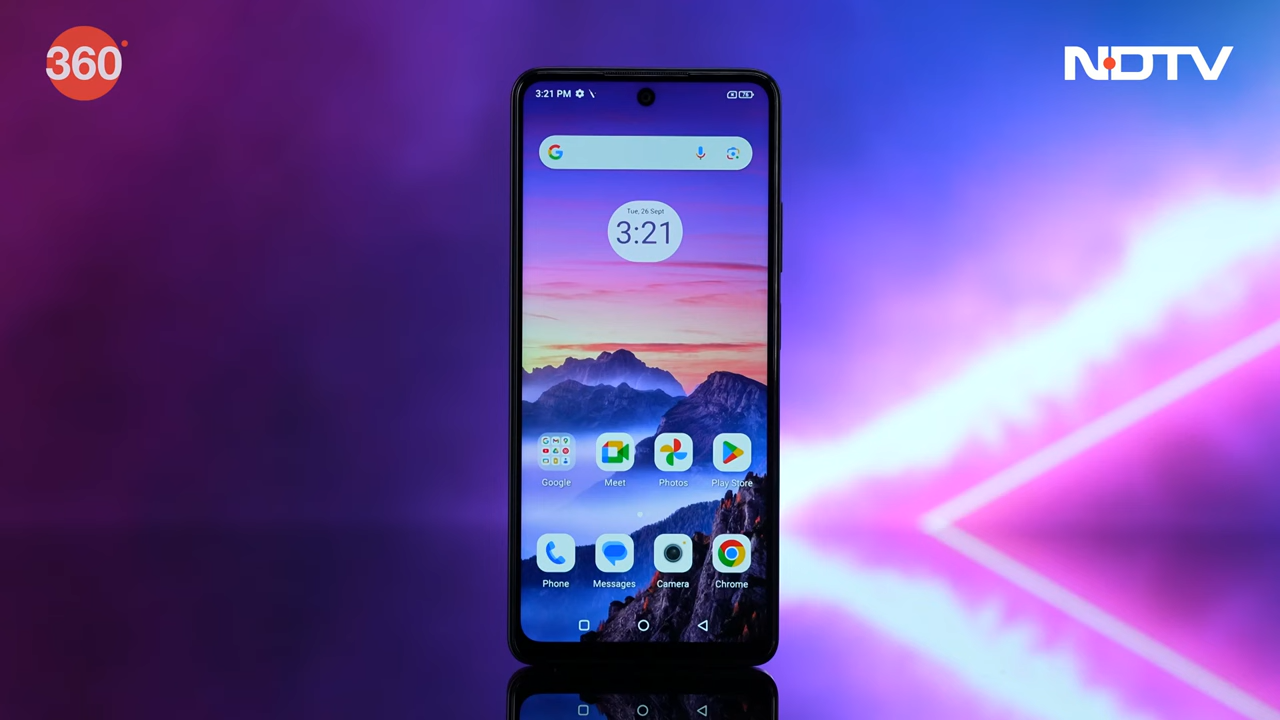 360
NDTV
3:21 PM
Tue, 26 Sept
3:21
Google
Meet
Photos
Play Store
Phone
Messages
Camera
Chrome